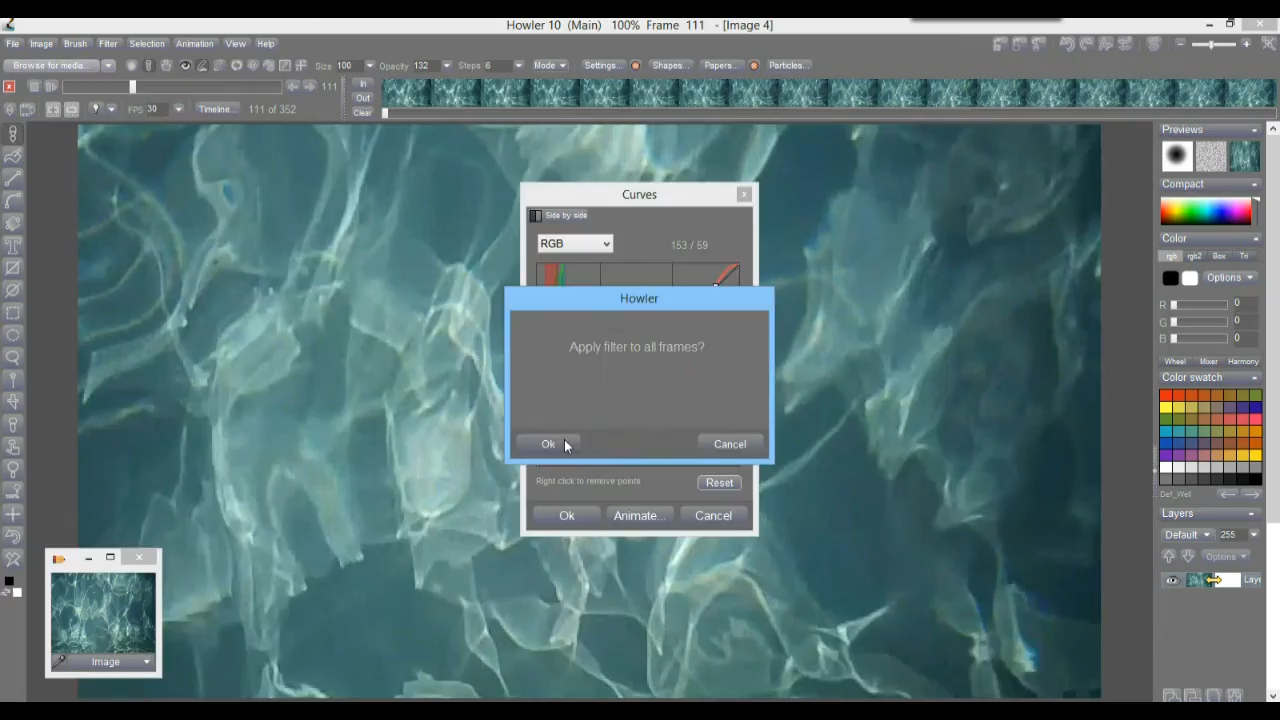 Howler 10 (Main) 100% Frame 111 - [Image 4]
File Image Brush Filter Selection Animation View Help
Browse for media... Size 100 Opacity 132 Steps 6 Mode Settings... Shapes... Papers... Particles...
111 In
Out
FPS 30 Timeline... 111 of 352 Clear
Previews
Compact
Color
rgb rgb2 Box Tri
Options
R 0
G 0
B 0
Wheel Mixer Harmony
Color swatch
Def_Well
Layers
Default 255
Options
Laye
Curves
Side by side
RGB 153 / 59
Howler
Apply filter to all frames?
Ok Cancel
Right click to remove points Reset
Ok Animate... Cancel
Image